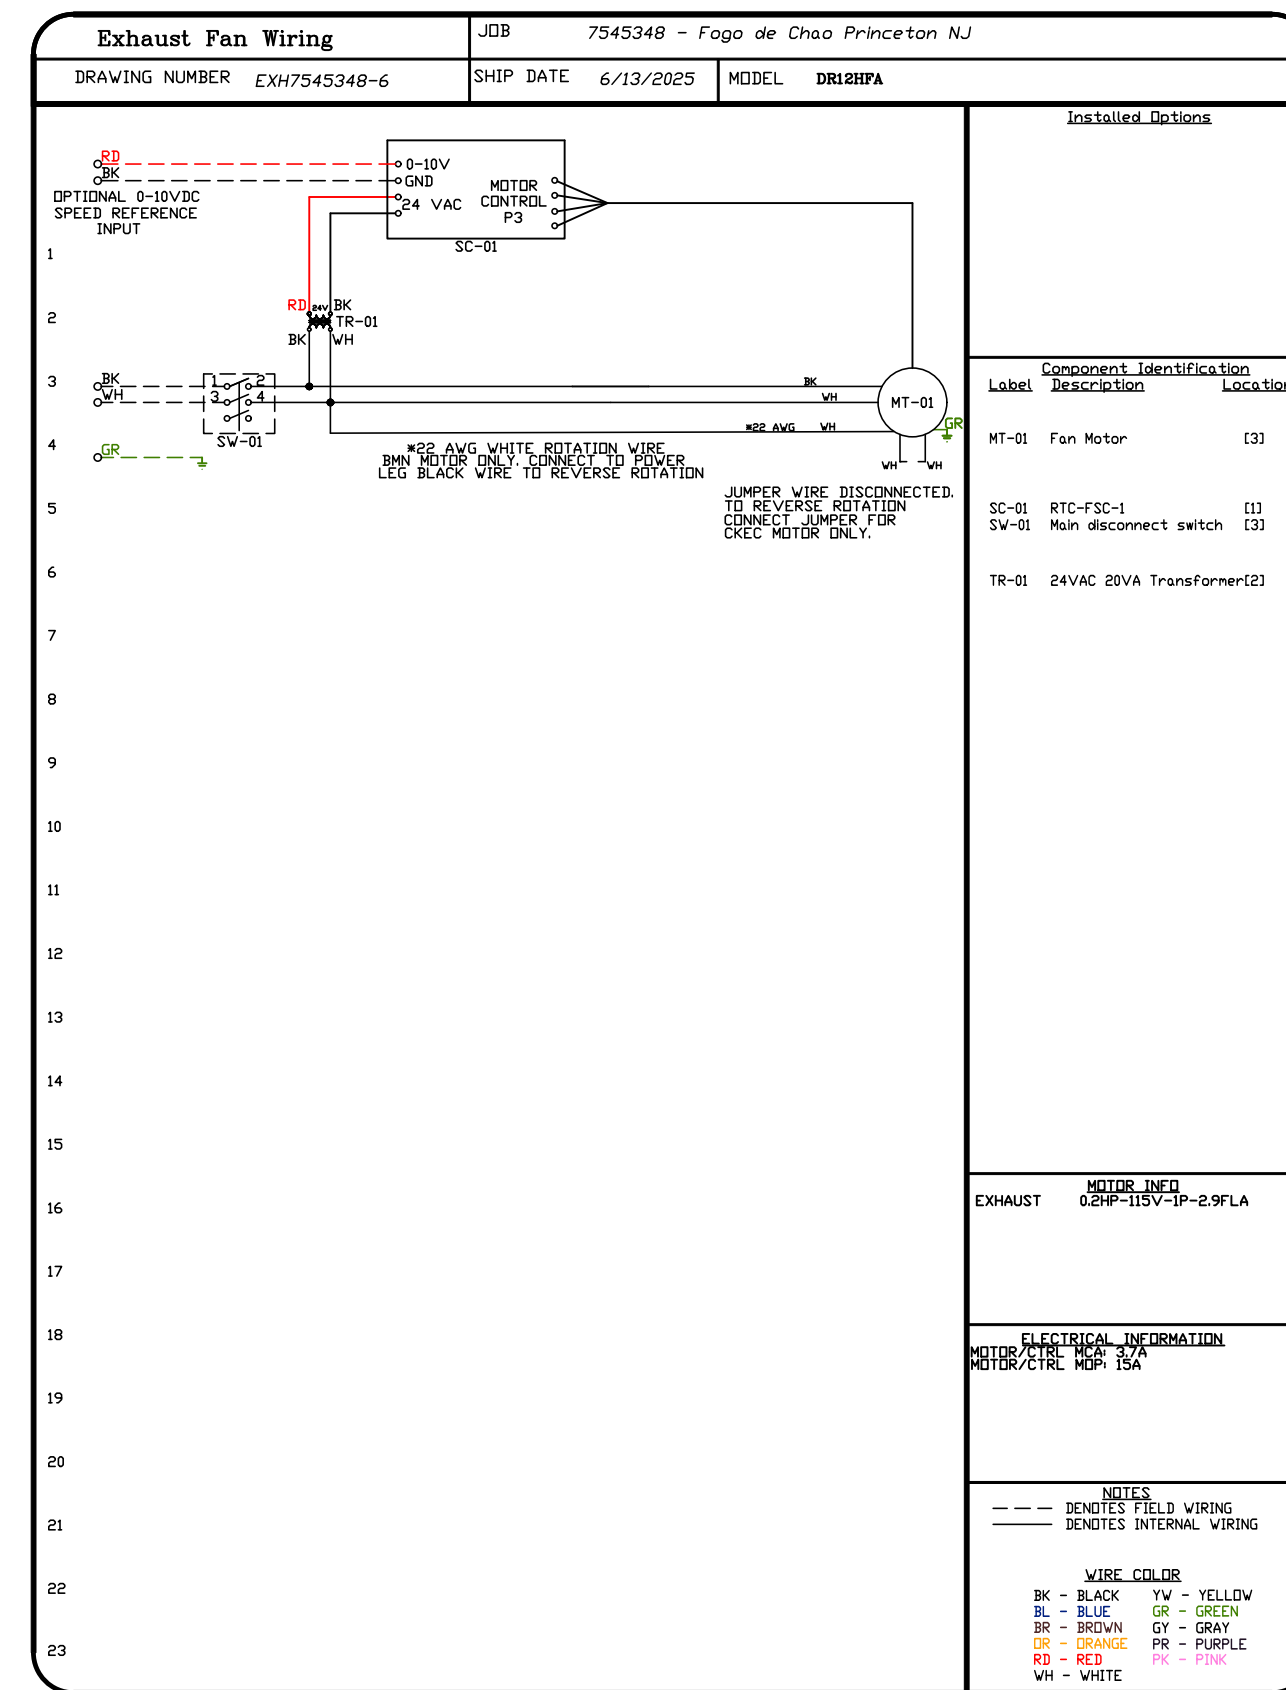 Exhaust Fan Wiring
JOB 7545348 - Fogo de Chao Princeton NJ
DRAWING NUMBER EXH7545348-6
SHIP DATE 6/13/2025
MODEL DR12HFA
RD
BK
OPTIONAL 0-10VDC
SPEED REFERENCE
INPUT
0-10V
GND
24 VAC
MOTOR
CONTROL
P3
SC-01
RD 24V BK
TR-01
BK WH
BK
WH
1 2
3 4
SW-01
GR
BK
WH
*22 AWG WH
MT-01
GR
WH WH
*22 AWG WHITE ROTATION WIRE
BMN MOTOR ONLY. CONNECT TO POWER
LEG BLACK WIRE TO REVERSE ROTATION
JUMPER WIRE DISCONNECTED.
TO REVERSE ROTATION
CONNECT JUMPER FOR
CKEC MOTOR ONLY.
1
2
3
4
5
6
7
8
9
10
11
12
13
14
15
16
17
18
19
20
21
22
23
Installed Options
Component Identification
Label Description Location
MT-01 Fan Motor [3]
SC-01 RTC-FSC-1 [1]
SW-01 Main disconnect switch [3]
TR-01 24VAC 20VA Transformer[2]
MOTOR INFO
EXHAUST 0.2HP-115V-1P-2.9FLA
ELECTRICAL INFORMATION
MOTOR/CTRL MCA: 3.7A
MOTOR/CTRL MOP: 15A
NOTES
DENOTES FIELD WIRING
DENOTES INTERNAL WIRING
WIRE COLOR
BK - BLACK YW - YELLOW
BL - BLUE GR - GREEN
BR - BROWN GY - GRAY
OR - ORANGE PR - PURPLE
RD - RED PK - PINK
WH - WHITE